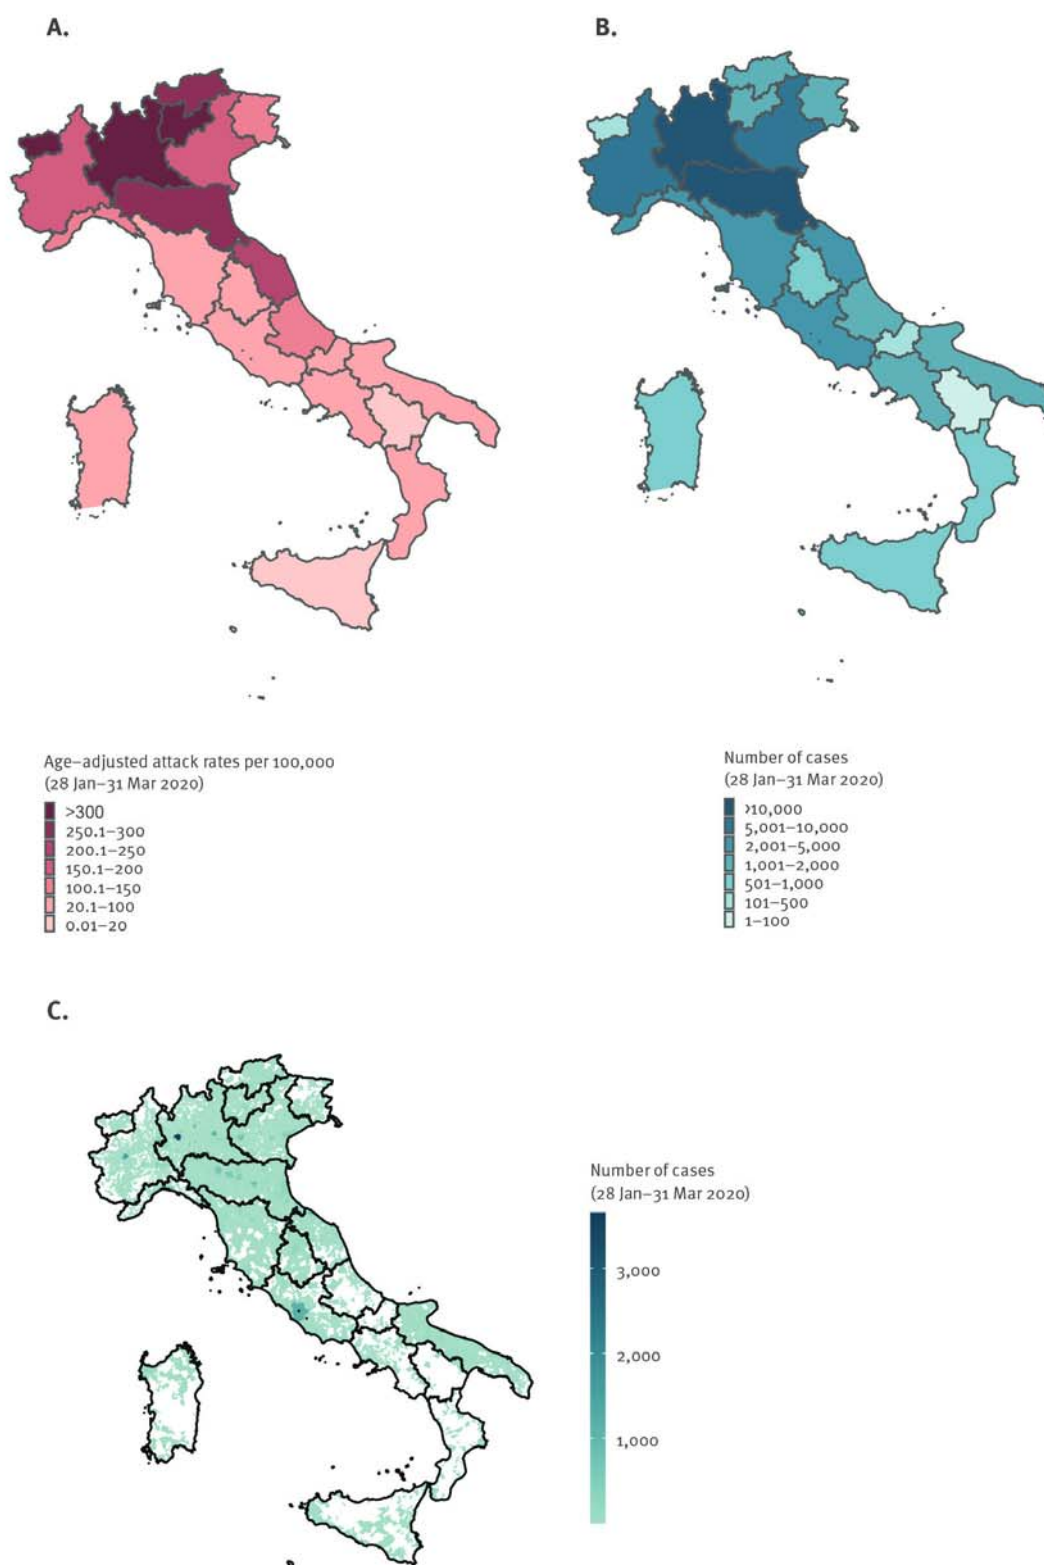 A.
B.
Age–adjusted attack rates per 100,000
(28 Jan–31 Mar 2020)
>300
250.1–300
200.1–250
150.1–200
100.1–150
20.1–100
0.01–20
Number of cases
(28 Jan–31 Mar 2020)
>10,000
5,001–10,000
2,001–5,000
1,001–2,000
501–1,000
101–500
1–100
C.
Number of cases
(28 Jan–31 Mar 2020)
3,000
2,000
1,000